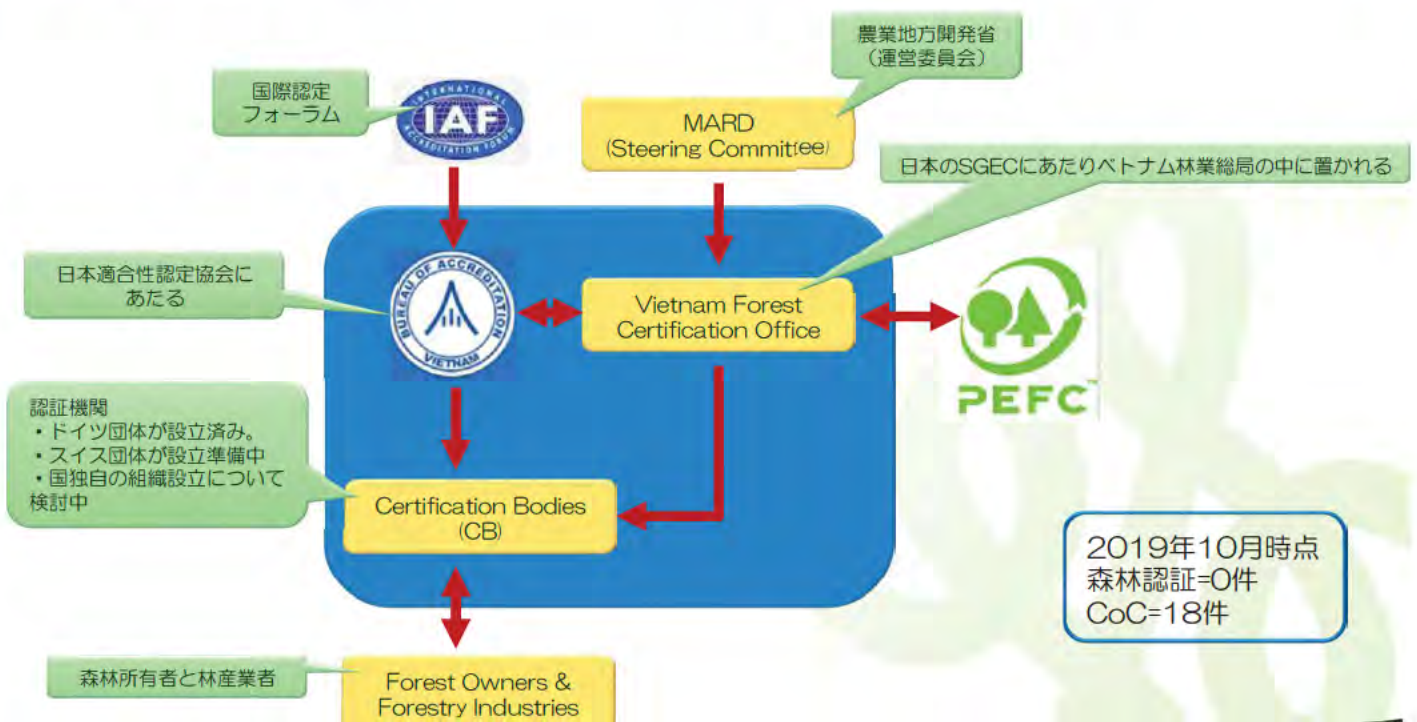 農業地方開発省
(運営委員会)
国際認定
フォーラム
INTERNATIONAL
IAF
ACCREDITATION FORUM
MARD
(Steering Committee)
日本のSGECにあたりベトナム林業総局の中に置かれる
日本適合性認定協会に
あたる
BUREAU OF ACCREDITATION
VIETNAM
Vietnam Forest
Certification Office
PEFC™
認証機関
・ドイツ団体が設立済み。
・スイス団体が設立準備中
・国独自の組織設立について
検討中
Certification Bodies
(CB)
2019年10月時点
森林認証=0件
CoC=18件
森林所有者と林産業者
Forest Owners &
Forestry Industries